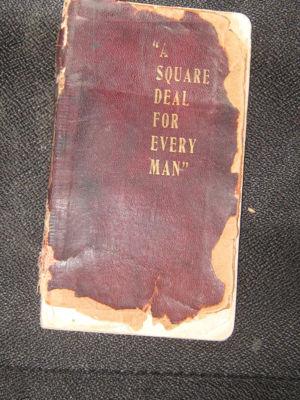 "A
SQUARE
DEAL
FOR
EVERY
MAN"